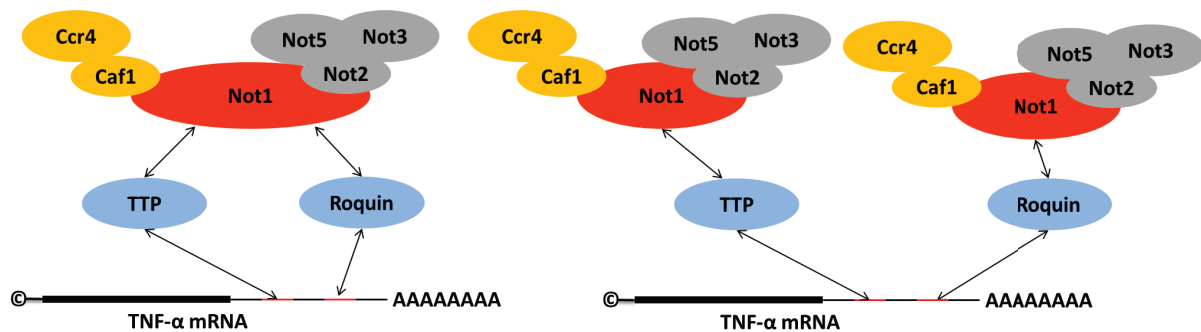 Ccr4 Not5 Not3
Caf1 Not2
Not1
TTP Roquin
© AAAAAAAA
TNF-α mRNA
Ccr4 Not5 Not3
Caf1 Not1 Not2
Ccr4 Not5 Not3
Caf1 Not1 Not2
TTP Roquin
© AAAAAAAA
TNF-α mRNA